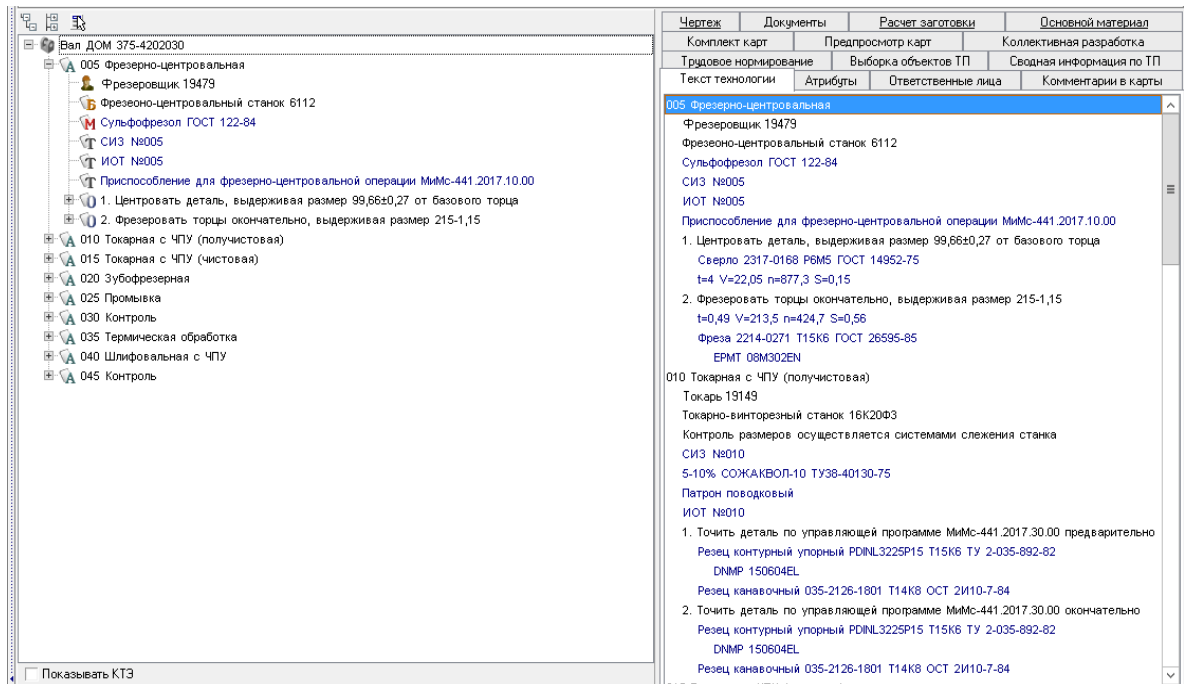 Вал ДОМ 375-4202030
005 Фрезерно-центровальная
Фрезеровщик 19479
Фрезеоно-центровальный станок 6112
Сульфофрезол ГОСТ 122-84
СИЗ №005
ИОТ №005
Приспособление для фрезерно-центровальной операции МиМс-441.2017.10.00
1. Центровать деталь, выдерживая размер 99,66±0,27 от базового торца
2. Фрезеровать торцы окончательно, выдерживая размер 215-1,15
010 Токарная с ЧПУ (получистовая)
015 Токарная с ЧПУ (чистовая)
020 Зубофрезерная
025 Промывка
030 Контроль
035 Термическая обработка
040 Шлифовальная с ЧПУ
045 Контроль
Показывать КТЭ
Чертеж Документы Расчет заготовки Основной материал
Комплект карт Предпросмотр карт Коллективная разработка
Трудовое нормирование Выборка объектов ТП Сводная информация по ТП
Текст технологии Атрибуты Ответственные лица Комментарии в карты
005 Фрезерно-центровальная
Фрезеровщик 19479
Фрезеоно-центровальный станок 6112
Сульфофрезол ГОСТ 122-84
СИЗ №005
ИОТ №005
Приспособление для фрезерно-центровальной операции МиМс-441.2017.10.00
1. Центровать деталь, выдерживая размер 99,66±0,27 от базового торца
Сверло 2317-0168 Р6М5 ГОСТ 14952-75
t=4 V=22,05 n=877,3 S=0,15
2. Фрезеровать торцы окончательно, выдерживая размер 215-1,15
t=0,49 V=213,5 n=424,7 S=0,56
Фреза 2214-0271 Т15К6 ГОСТ 26595-85
EPMT 08M302EN
010 Токарная с ЧПУ (получистовая)
Токарь 19149
Токарно-винторезный станок 16К20Ф3
Контроль размеров осуществляется системами слежения станка
СИЗ №010
5-10% СОЖАКВОЛ-10 ТУ38-40130-75
Патрон поводковый
ИОТ №010
1. Точить деталь по управляющей программе МиМс-441.2017.30.00 предварительно
Резец контурный упорный PDINL3225P15 Т15К6 ТУ 2-035-892-82
DNMP 150604EL
Резец канавочный 035-2126-1801 Т14К8 ОСТ 2И10-7-84
2. Точить деталь по управляющей программе МиМс-441.2017.30.00 окончательно
Резец контурный упорный PDINL3225P15 Т15К6 ТУ 2-035-892-82
DNMP 150604EL
Резец канавочный 035-2126-1801 Т14К8 ОСТ 2И10-7-84